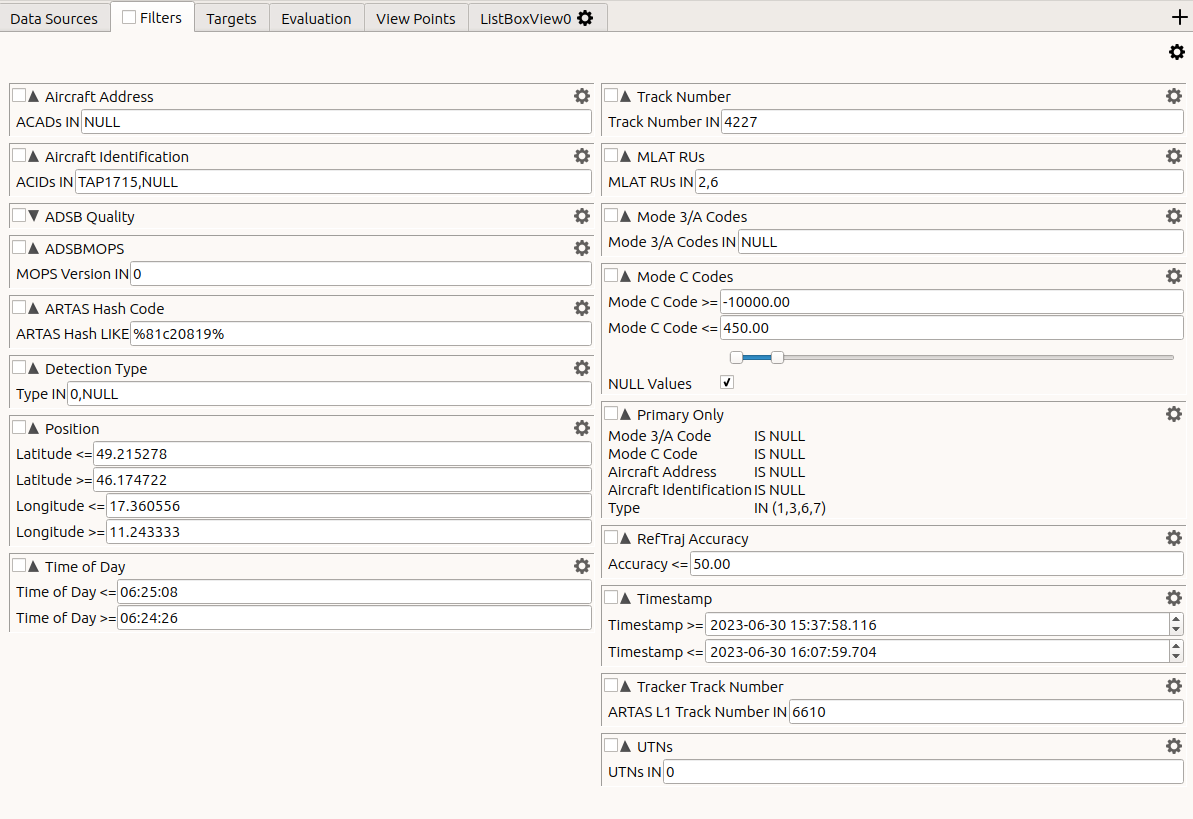 Data Sources Filters Targets Evaluation View Points ListBoxView0 +
Aircraft Address
ACADs IN NULL
Aircraft Identification
ACIDs IN TAP1715,NULL
ADSB Quality
ADSBMOPS
MOPS Version IN 0
ARTAS Hash Code
ARTAS Hash LIKE %81c20819%
Detection Type
Type IN 0,NULL
Position
Latitude <= 49.215278
Latitude >= 46.174722
Longitude <= 17.360556
Longitude >= 11.243333
Time of Day
Time of Day <= 06:25:08
Time of Day >= 06:24:26
Track Number
Track Number IN 4227
MLAT RUs
MLAT RUs IN 2,6
Mode 3/A Codes
Mode 3/A Codes IN NULL
Mode C Codes
Mode C Code >= -10000.00
Mode C Code <= 450.00
NULL Values
Primary Only
Mode 3/A Code IS NULL
Mode C Code IS NULL
Aircraft Address IS NULL
Aircraft Identification IS NULL
Type IN (1,3,6,7)
RefTraj Accuracy
Accuracy <= 50.00
Timestamp
Timestamp >= 2023-06-30 15:37:58.116
Timestamp <= 2023-06-30 16:07:59.704
Tracker Track Number
ARTAS L1 Track Number IN 6610
UTNs
UTNs IN 0